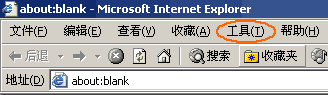 about:blank - Microsoft Internet Explorer
文件(F) 编辑(E) 查看(V) 收藏(A) 工具(T) 帮助(H)
后退 搜索 收藏夹
地址(D) about:blank